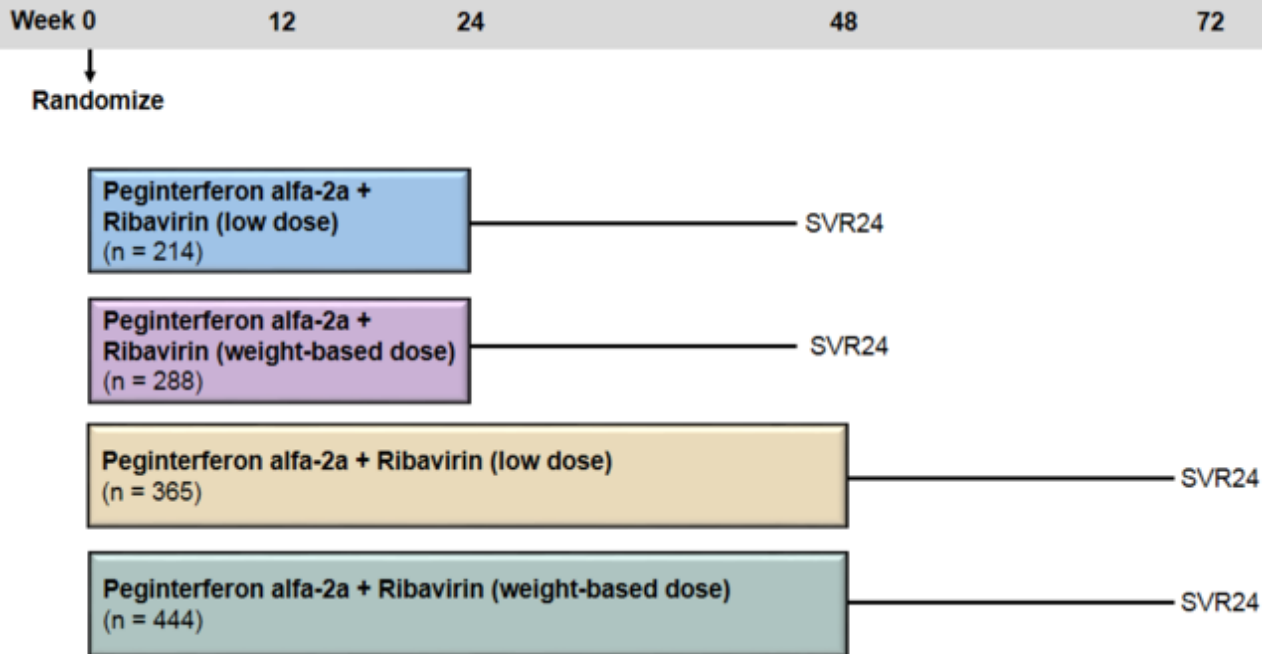 Week 0 12 24 48 72
Randomize
Peginterferon alfa-2a +
Ribavirin (low dose)
(n = 214)
SVR24
Peginterferon alfa-2a +
Ribavirin (weight-based dose)
(n = 288)
SVR24
Peginterferon alfa-2a + Ribavirin (low dose)
(n = 365)
SVR24
Peginterferon alfa-2a + Ribavirin (weight-based dose)
(n = 444)
SVR24